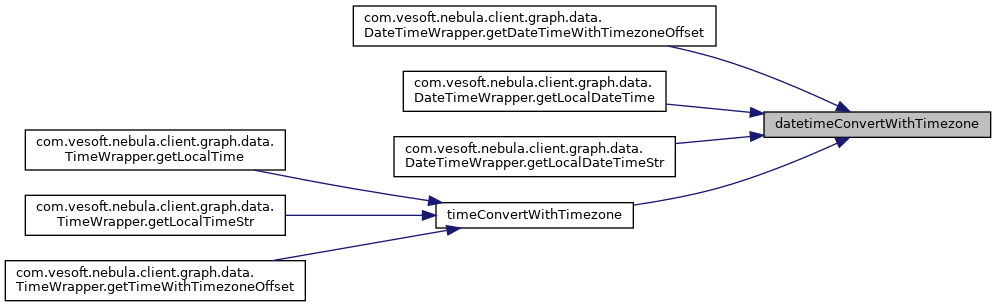 com.vesoft.nebula.client.graph.data.
DateTimeWrapper.getDateTimeWithTimezoneOffset
com.vesoft.nebula.client.graph.data.
DateTimeWrapper.getLocalDateTime
datetimeConvertWithTimezone
com.vesoft.nebula.client.graph.data.
DateTimeWrapper.getLocalDateTimeStr
com.vesoft.nebula.client.graph.data.
TimeWrapper.getLocalTime
com.vesoft.nebula.client.graph.data.
TimeWrapper.getLocalTimeStr
timeConvertWithTimezone
com.vesoft.nebula.client.graph.data.
TimeWrapper.getTimeWithTimezoneOffset